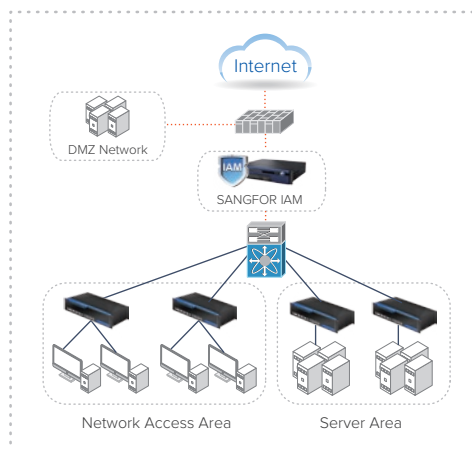 Internet
DMZ Network
IAM
SANGFOR IAM
Network Access Area
Server Area